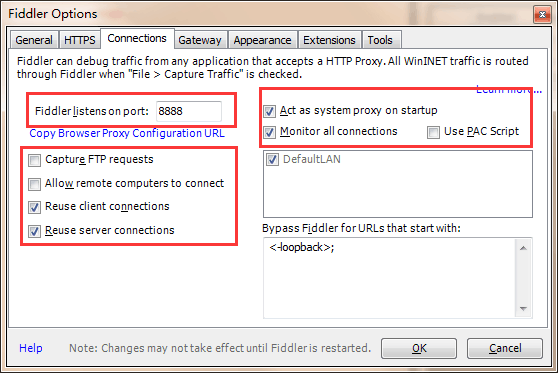 Fiddler Options
General HTTPS Connections Gateway Appearance Extensions Tools
Fiddler can debug traffic from any application that accepts a HTTP Proxy. All WinINET traffic is routed
through Fiddler when "File > Capture Traffic" is checked.
Learn more...
Fiddler listens on port: 8888
Copy Browser Proxy Configuration URL
Capture FTP requests
Allow remote computers to connect
Reuse client connections
Reuse server connections
Act as system proxy on startup
Monitor all connections Use PAC Script
DefaultLAN
Bypass Fiddler for URLs that start with:
<-loopback>;
Help Note: Changes may not take effect until Fiddler is restarted. OK Cancel